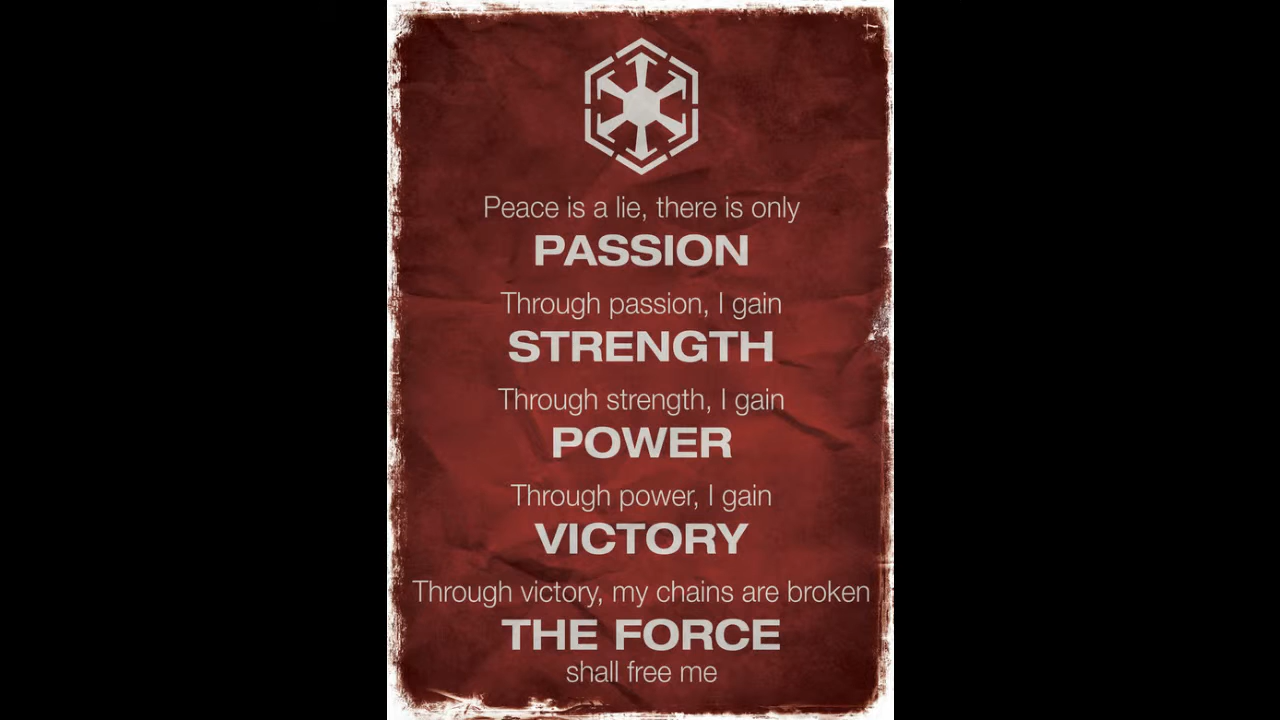 Peace is a lie, there is only
PASSION
Through passion, I gain
STRENGTH
Through strength, I gain
POWER
Through power, I gain
VICTORY
Through victory, my chains are broken
THE FORCE
shall free me